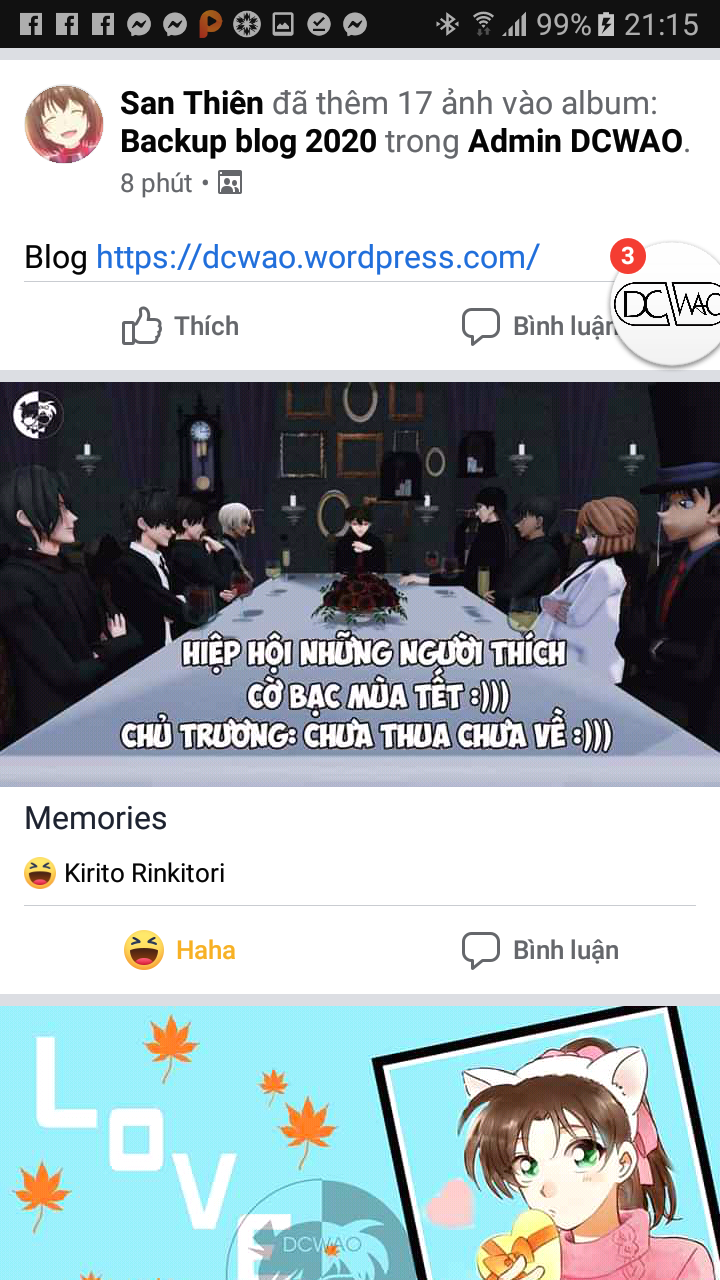 99% 21:15
San Thiên đã thêm 17 ảnh vào album:
Backup blog 2020 trong Admin DCWAO.
8 phút •
Blog https://dcwao.wordpress.com/
3
DCWAO
Thích
Bình luận
HIỆP HỘI NHỮNG NGƯỜI THÍCH
CỜ BẠC MÙA TẾT :)))
CHỦ TRƯƠNG: CHƯA THUA CHƯA VỀ :)))
Memories
Kirito Rinkitori
Haha
Bình luận
LOVE
DCWAO